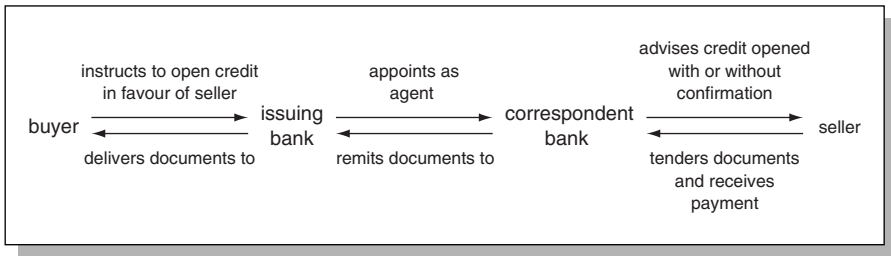 advises credit opened
with or without
confirmation
instructs to open credit
in favour of seller
appoints as
agent
buyer
issuing
bank
correspondent
bank
seller
delivers documents to
remits documents to
tenders documents
and receives
payment